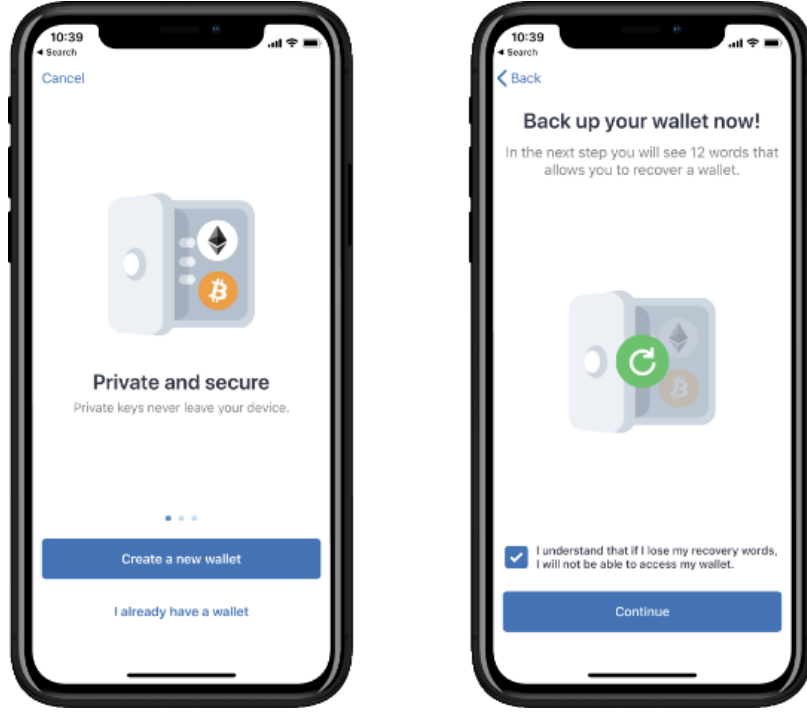 10:39
◀ Search
Cancel
Private and secure
Private keys never leave your device.
Create a new wallet
I already have a wallet
10:39
◀ Search
Back
Back up your wallet now!
In the next step you will see 12 words that
allows you to recover a wallet.
I understand that if I lose my recovery words,
I will not be able to access my wallet.
Continue